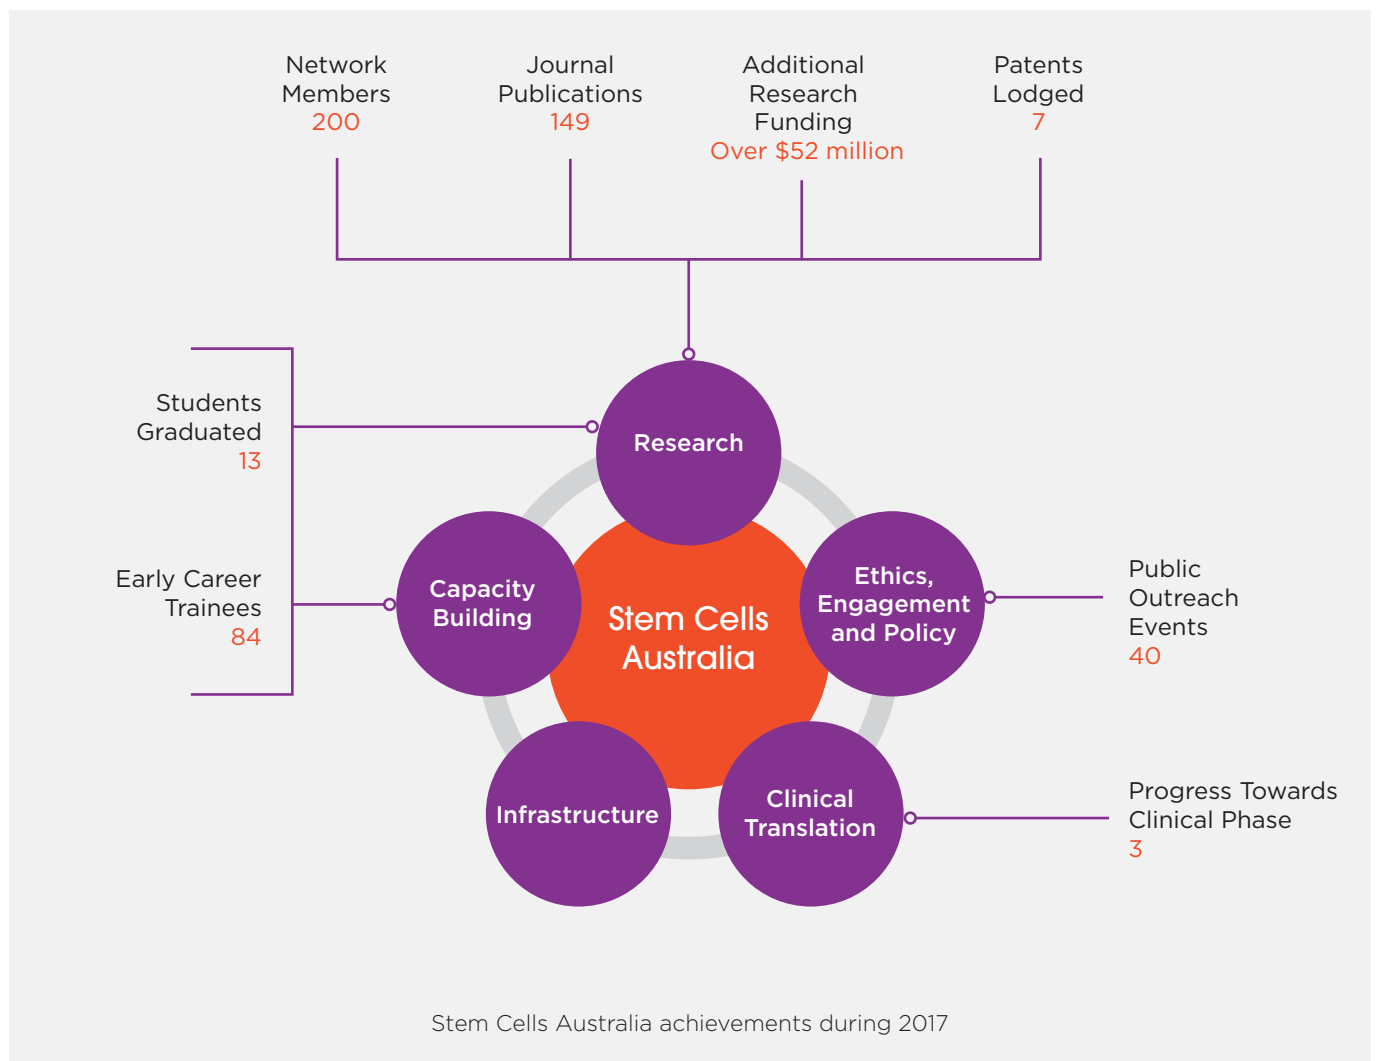 Network
Members
200
Journal
Publications
149
Additional
Research
Funding
Over $52 million
Patents
Lodged
7
Students
Graduated
13
Early Career
Trainees
84
Research
Capacity
Building
Stem Cells
Australia
Ethics,
Engagement
and Policy
Public
Outreach
Events
40
Infrastructure
Clinical
Translation
Progress Towards
Clinical Phase
3
Stem Cells Australia achievements during 2017